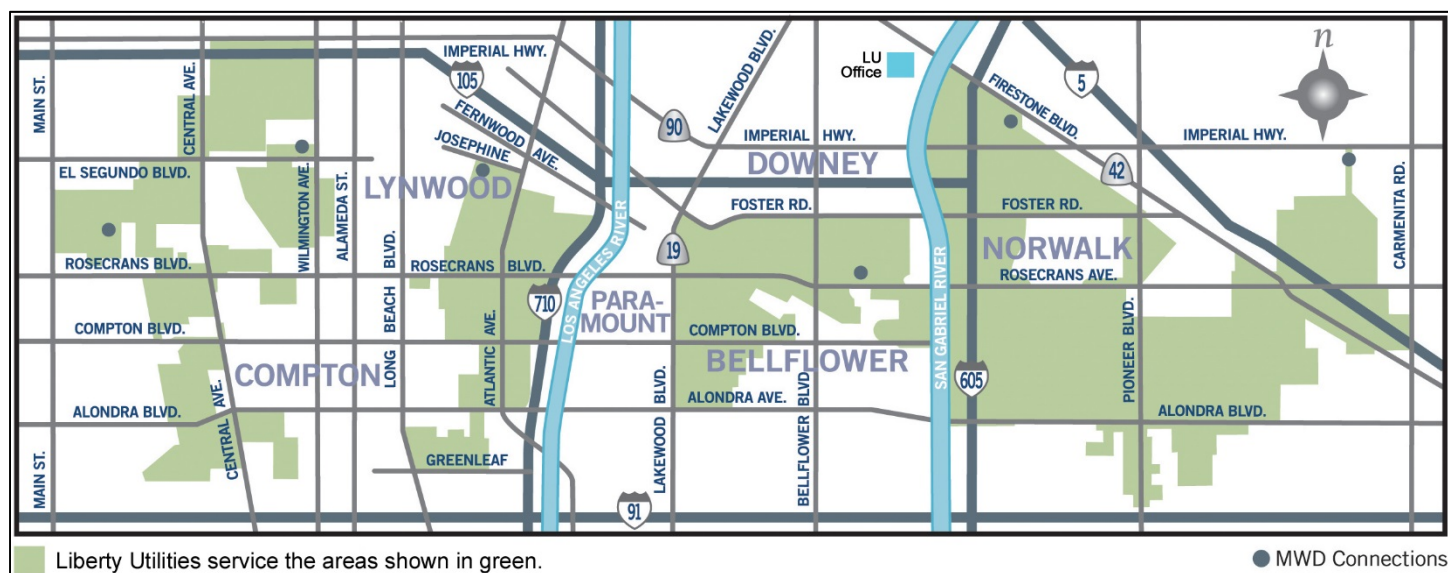 IMPERIAL HWY.
LU
Office
n
MAIN ST.
CENTRAL AVE.
105
LAKEWOOD BLVD.
5
FIRESTONE BLVD.
FERNWOOD AVE.
90
IMPERIAL HWY.
IMPERIAL HWY.
JOSEPHINE
DOWNEY
EL SEGUNDO BLVD.
WILMINGTON AVE.
ALAMEDA ST.
LYNWOOD
42
FOSTER RD.
FOSTER RD.
CARMENITA RD.
19
NORWALK
ROSECRANS BLVD.
LONG BEACH BLVD.
ROSECRANS BLVD.
LOS ANGELES RIVER
ROSECRANS AVE.
710
PARA-
MOUNT
COMPTON BLVD.
ATLANTIC AVE.
COMPTON BLVD.
BELLFLOWER
SAN GABRIEL RIVER
PIONEER BLVD.
COMPTON
605
ALONDRA BLVD.
CENTRAL AVE.
LAKEWOOD BLVD.
ALONDRA AVE.
BELLFLOWER BLVD.
ALONDRA BLVD.
MAIN ST.
GREENLEAF
91
Liberty Utilities service the areas shown in green.
MWD Connections